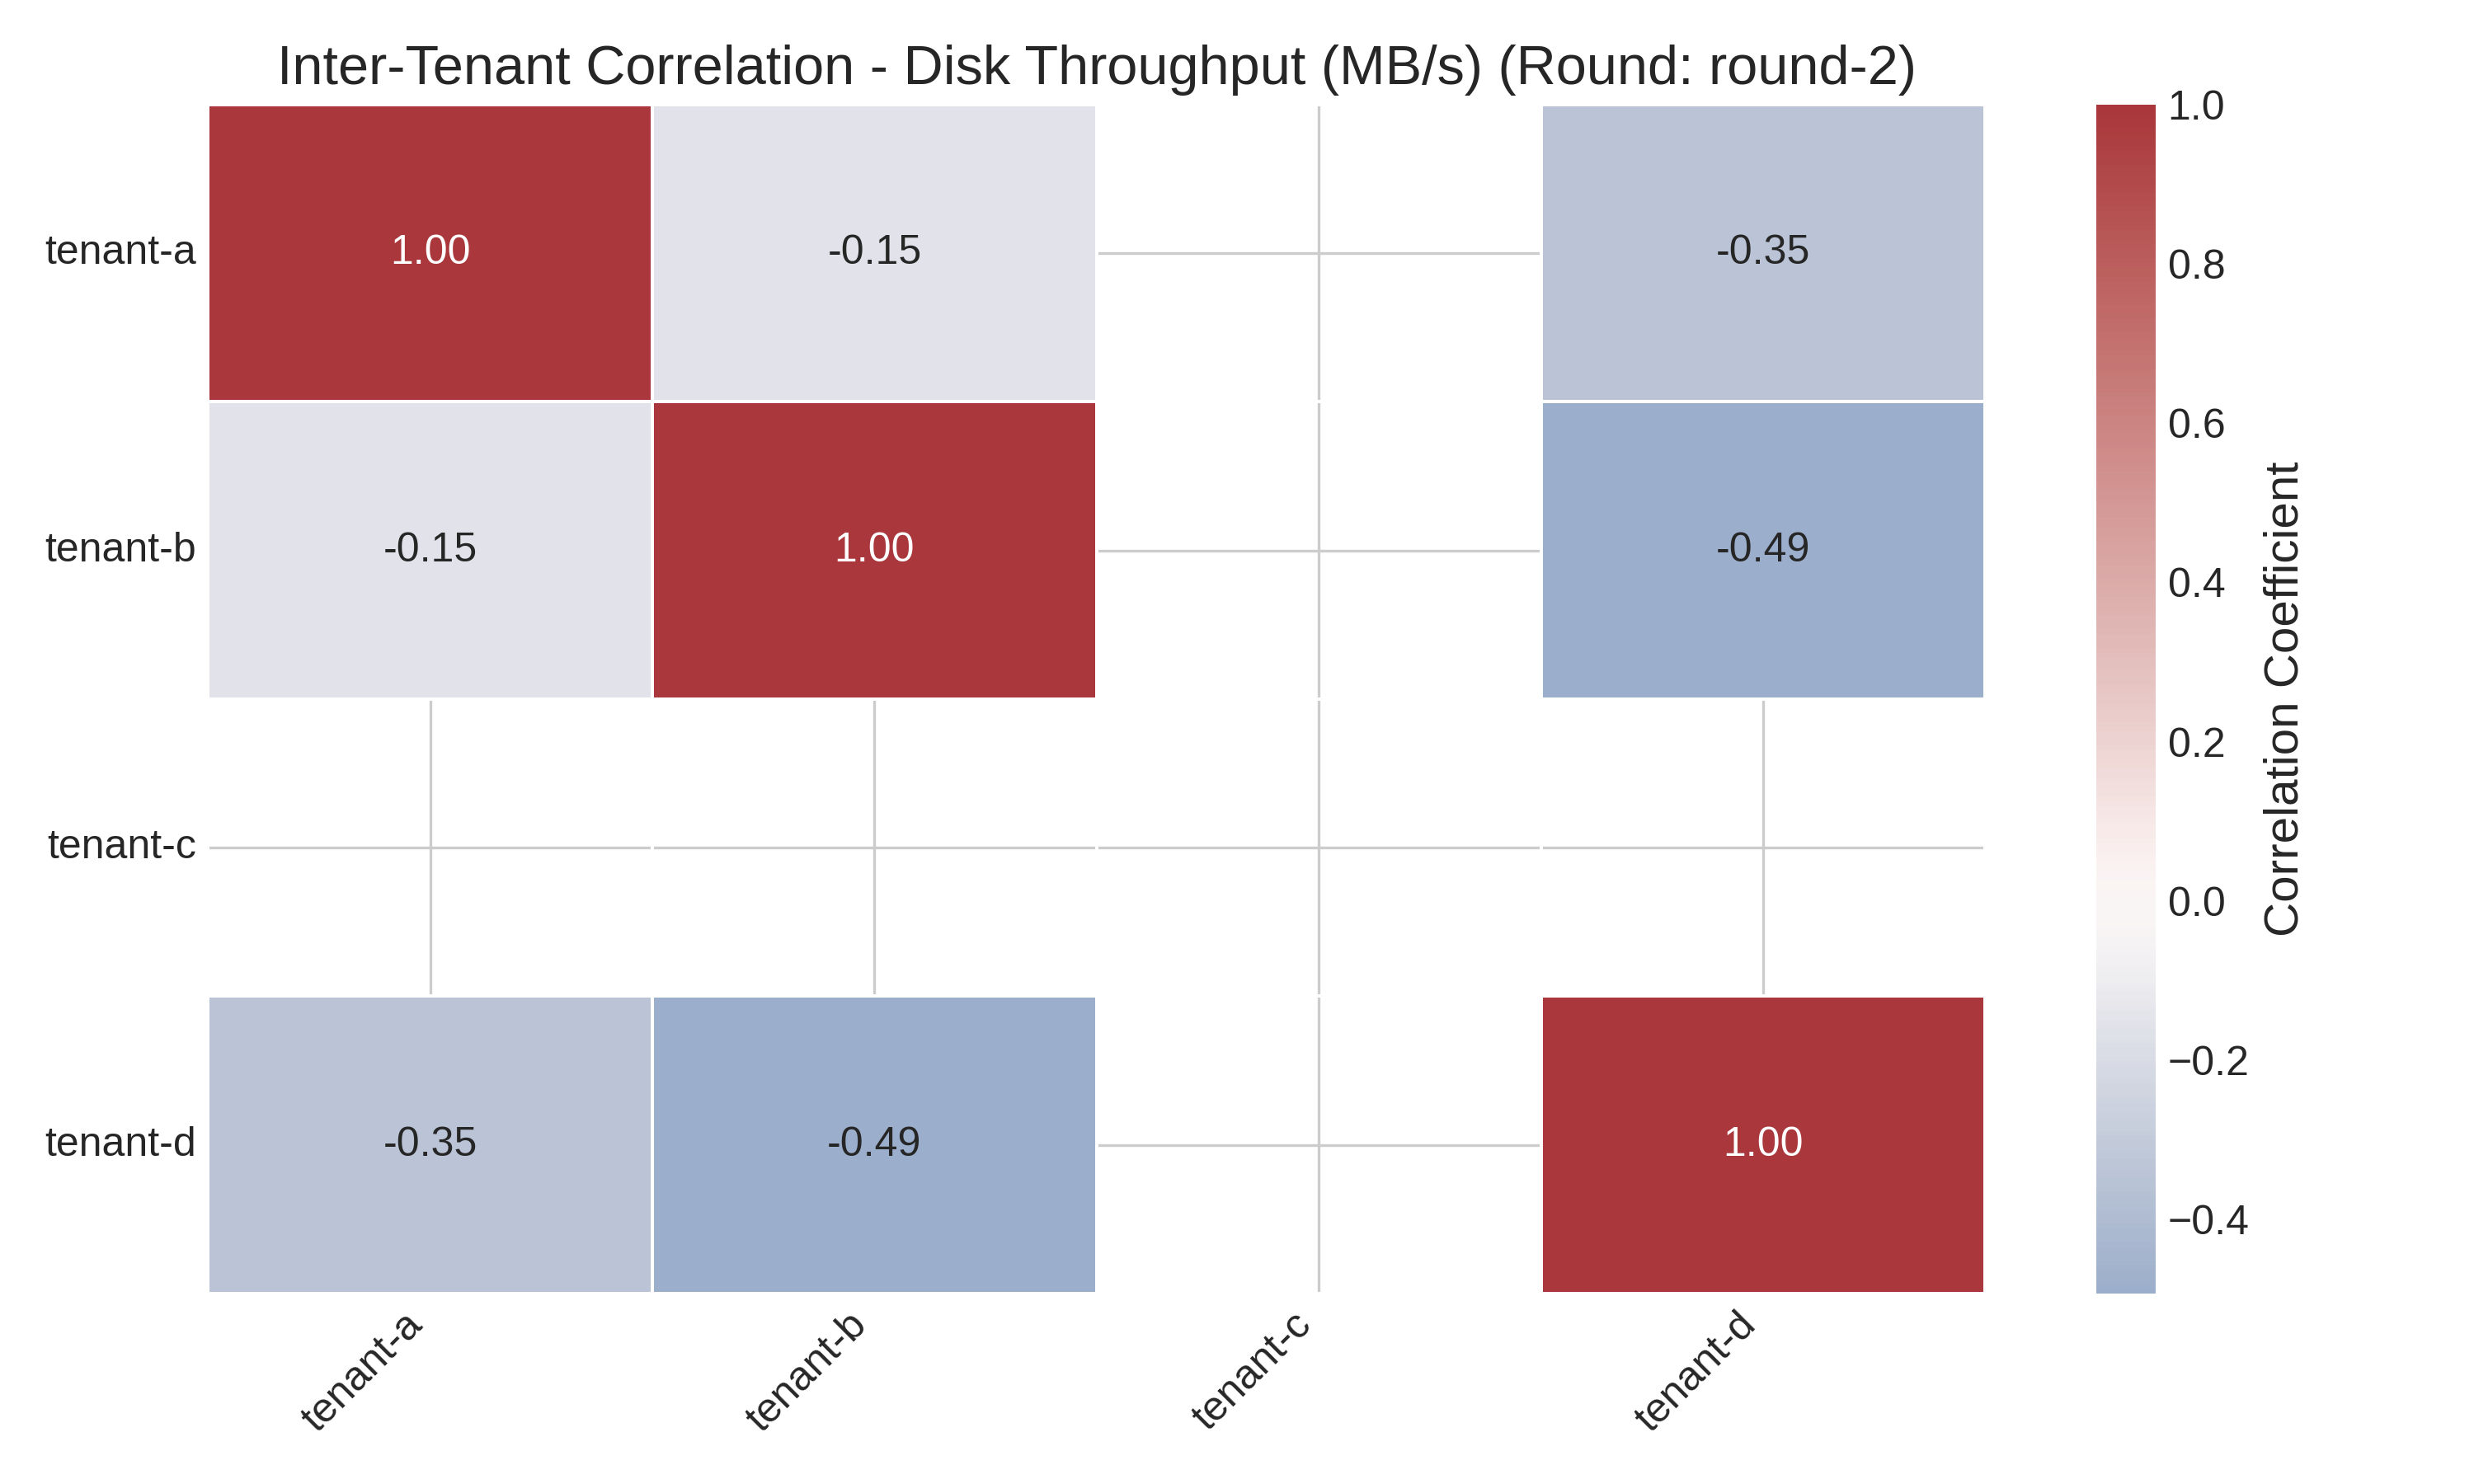 Inter-Tenant Correlation - Disk Throughput (MB/s) (Round: round-2)
tenant-a
1.00
-0.15
-0.35
tenant-b
-0.15
1.00
-0.49
tenant-c
tenant-d
-0.35
-0.49
1.00
tenant-a
tenant-b
tenant-c
tenant-d
1.0
0.8
0.6
0.4
0.2
0.0
−0.2
−0.4
Correlation Coefficient